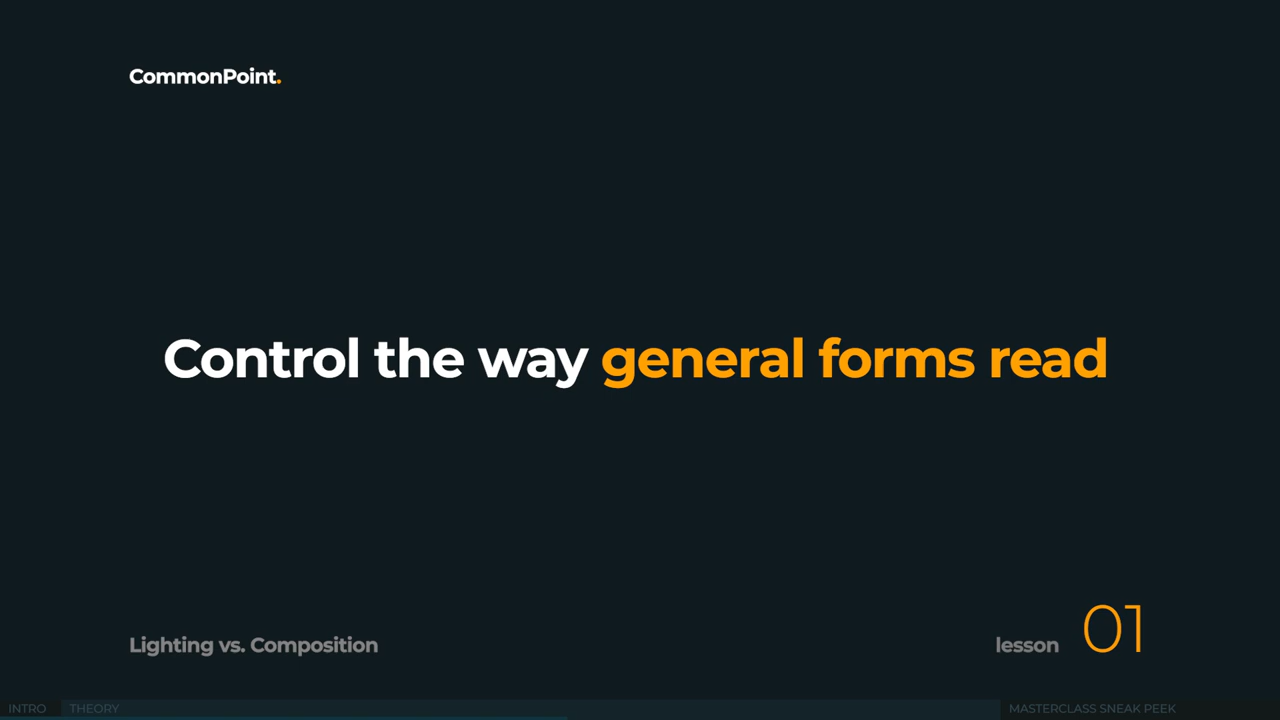 CommonPoint.
Control the way general forms read
Lighting vs. Composition
lesson 01
INTRO THEORY MASTERCLASS SNEAK PEEK